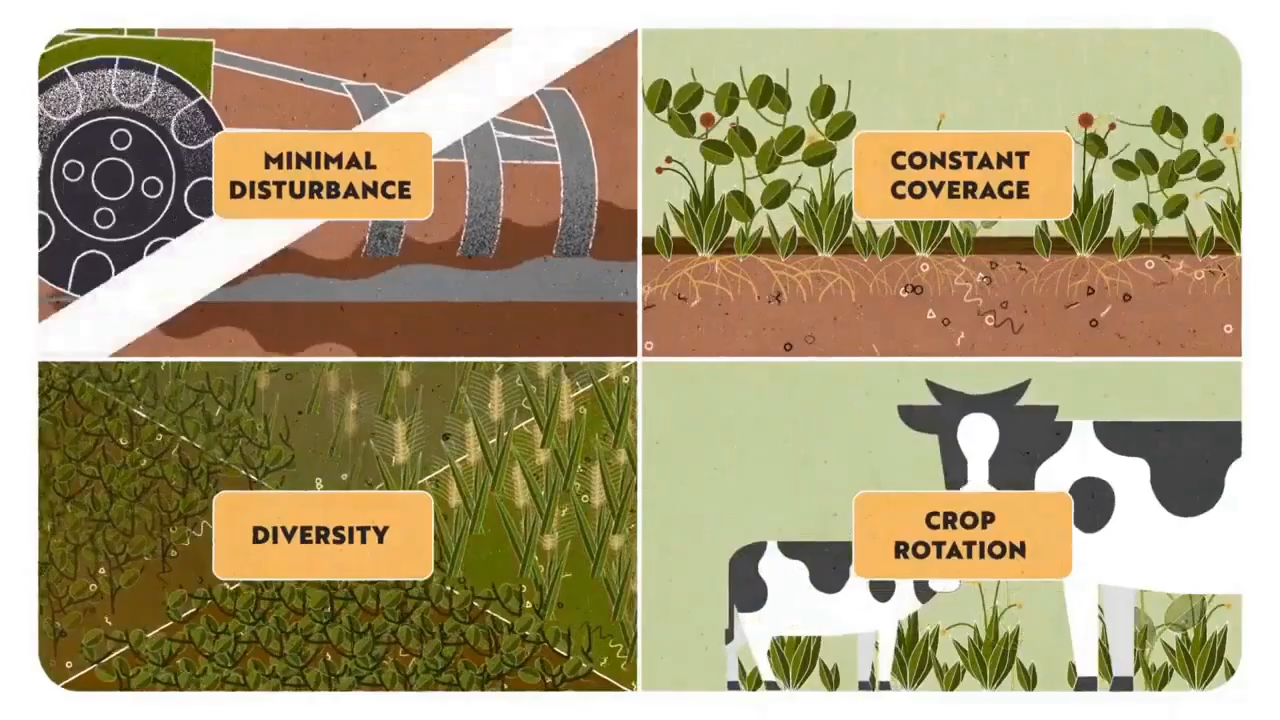 MINIMAL
DISTURBANCE
CONSTANT
COVERAGE
DIVERSITY
CROP
ROTATION